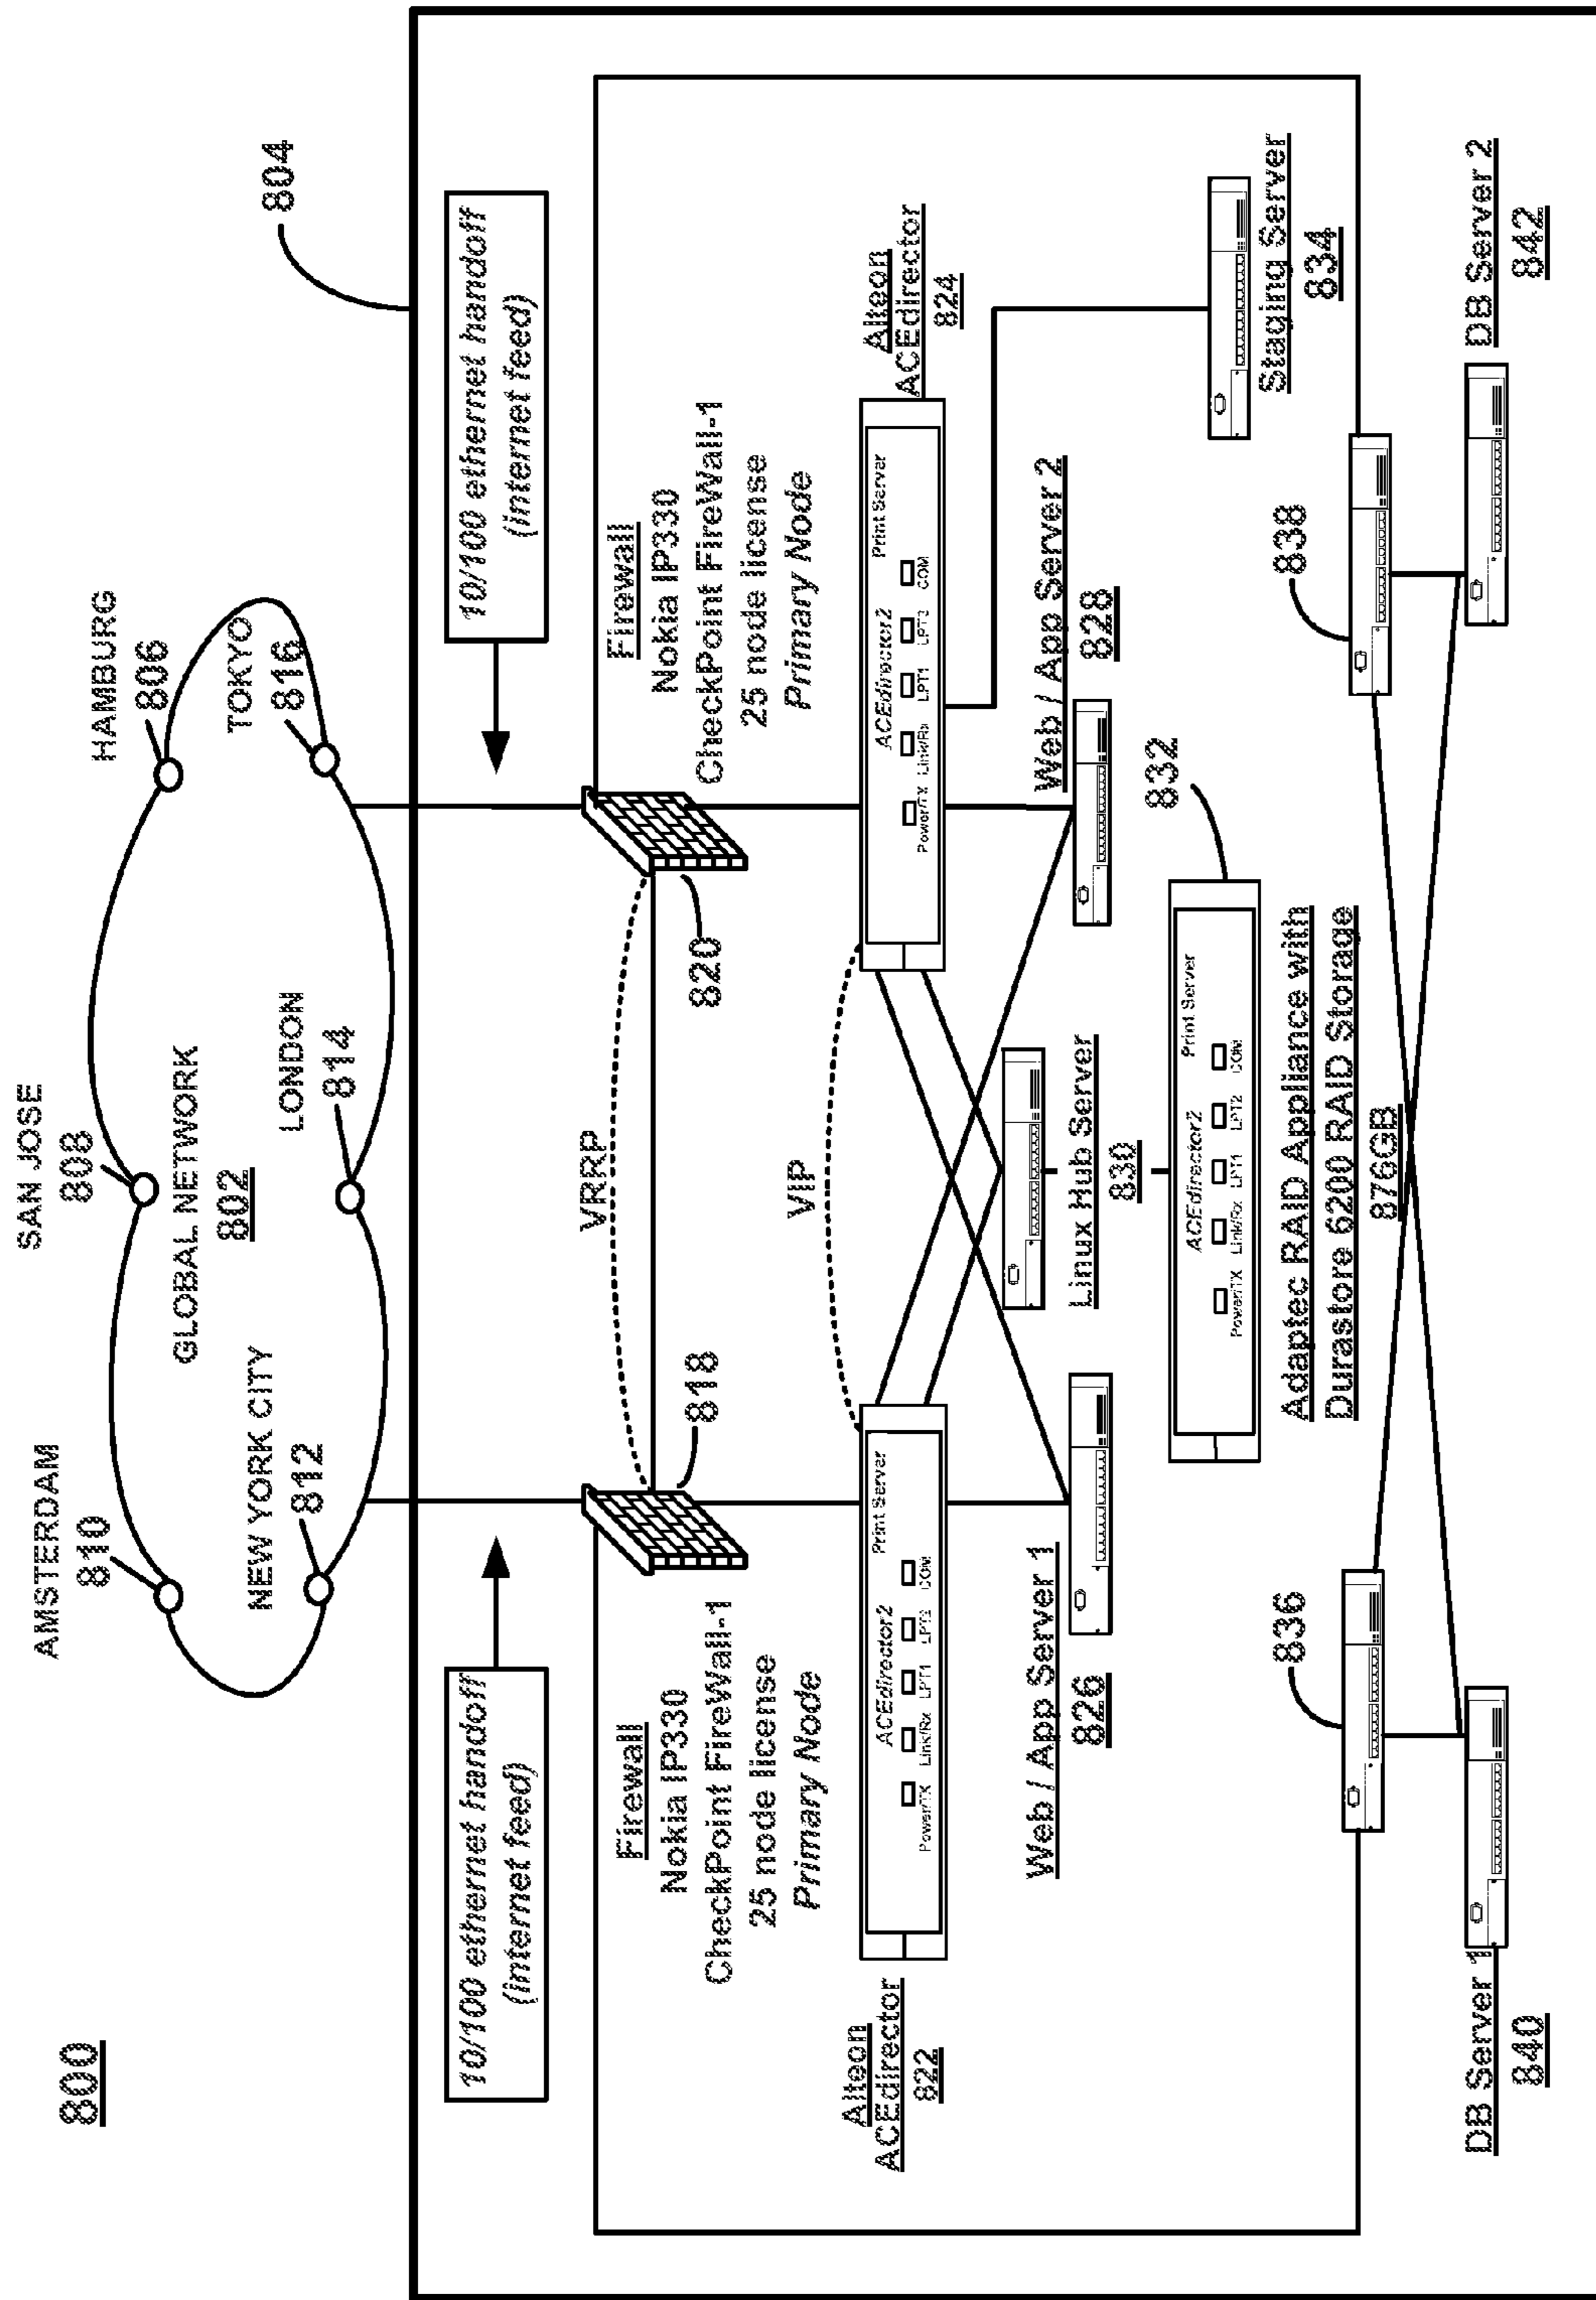 800
SAN JOSE
808
AMSTERDAM
810
HAMBURG
806
GLOBAL NETWORK
802
NEW YORK CITY
812
LONDON
814
TOKYO
816
804
10/100 ethernet handoff
(internet feed)
10/100 ethernet handoff
(internet feed)
Firewall
Nokia IP330
CheckPoint FireWall-1
25 node license
Primary Node
818
VRRP
820
Firewall
Nokia IP330
CheckPoint FireWall-1
25 node license
Primary Node
Alteon
ACEdirector
822
ACEdirector2
Print Server
Power/TX Link/Rx LPT1 LPT2 COM
VIP
ACEdirector2
Print Server
Power/TX Link/Rx LPT1 LPT2 COM
Alteon
ACEdirector
824
Web / App Server 1
826
Linux Hub Server
830
Web / App Server 2
828
832
ACEdirector2
Print Server
Power/TX Link/Rx LPT1 LPT2 COM
Adaptec RAID Appliance with
Durastore 6200 RAID Storage
876GB
Staging Server
834
836
838
DB Server 1
840
DB Server 2
842